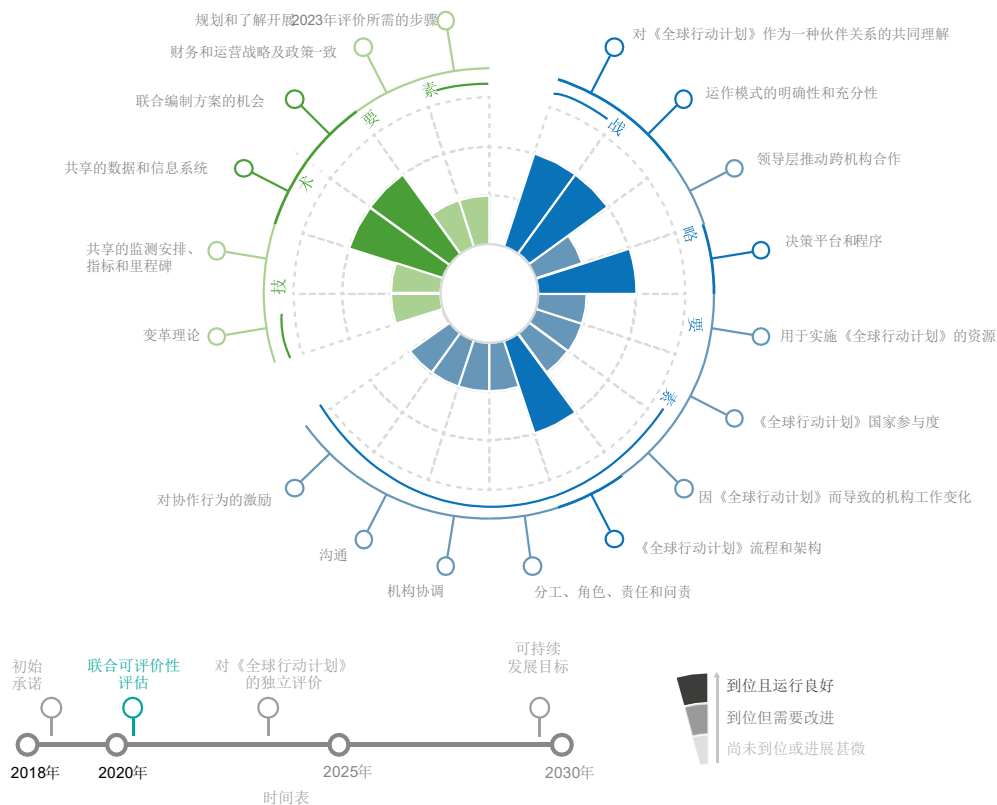 规划和了解开展2023年评价所需的步骤
财务和运营战略及政策一致
联合编制方案的机会
共享的数据和信息系统
共享的监测安排、
指标和里程碑
变革理论
技术要素
对《全球行动计划》作为一种伙伴关系的共同理解
运作模式的明确性和充分性
领导层推动跨机构合作
决策平台和程序
用于实施《全球行动计划》的资源
《全球行动计划》国家参与度
因《全球行动计划》而导致的机构工作变化
《全球行动计划》流程和架构
分工、角色、责任和问责
机构协调
沟通
对协作行为的激励
战略要素
初始
承诺
联合可评价性
评估
对《全球行动计划》
的独立评价
可持续
发展目标
2018年
2020年
2025年
2030年
时间表
到位且运行良好
到位但需要改进
尚未到位或进展甚微